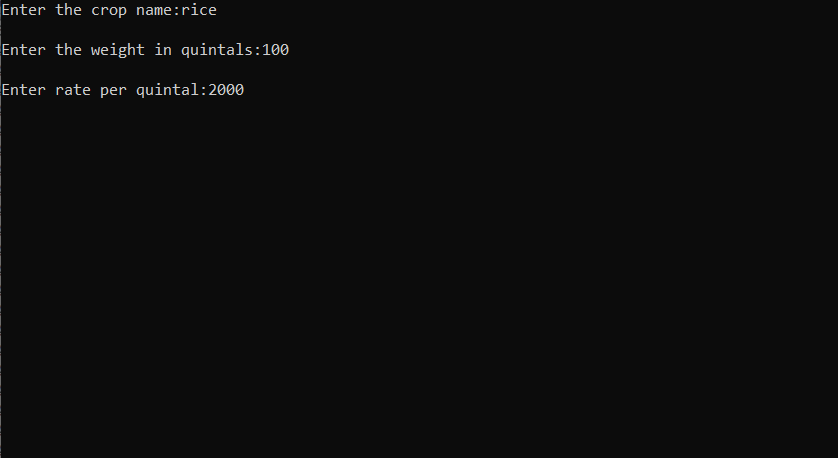 Enter the crop name:rice
Enter the weight in quintals:100
Enter rate per quintal:2000